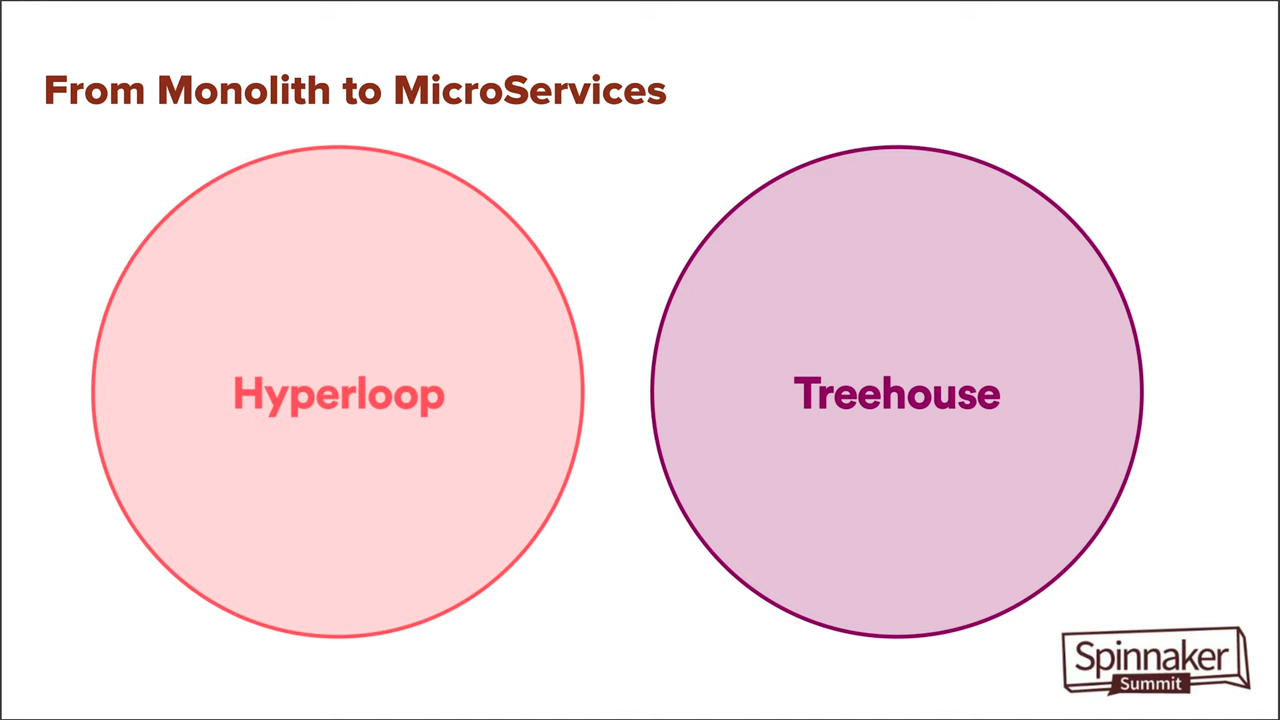 From Monolith to MicroServices
Hyperloop
Treehouse
Spinnaker
Summit